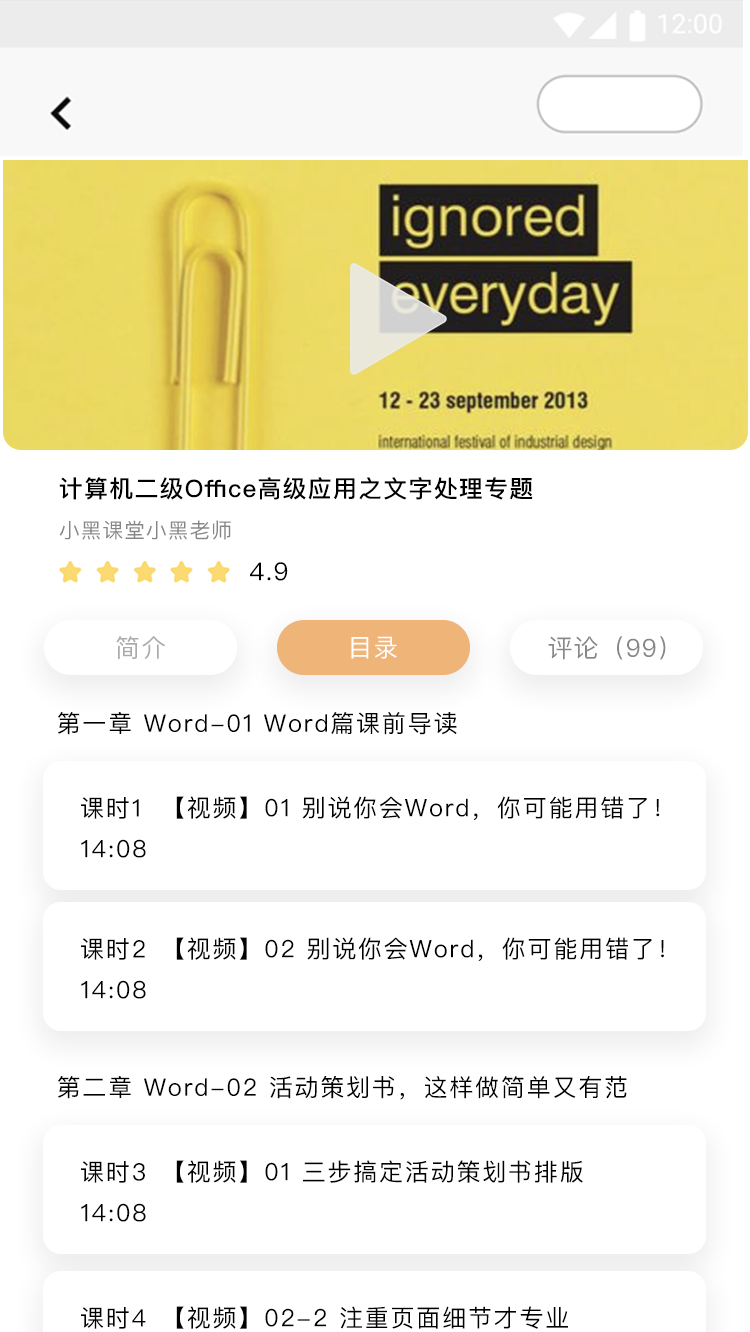 12:00
ignored
everyday
12 - 23 september 2013
international festival of industrial design
计算机二级Office高级应用之文字处理专题
小黑课堂小黑老师
4.9
简介
目录
评论（99）
第一章 Word-01 Word篇课前导读
课时1 【视频】01 别说你会Word，你可能用错了！
14:08
课时2 【视频】02 别说你会Word，你可能用错了！
14:08
第二章 Word-02 活动策划书，这样做简单又有范
课时3 【视频】01 三步搞定活动策划书排版
14:08
课时4 【视频】02-2 注重页面细节才专业